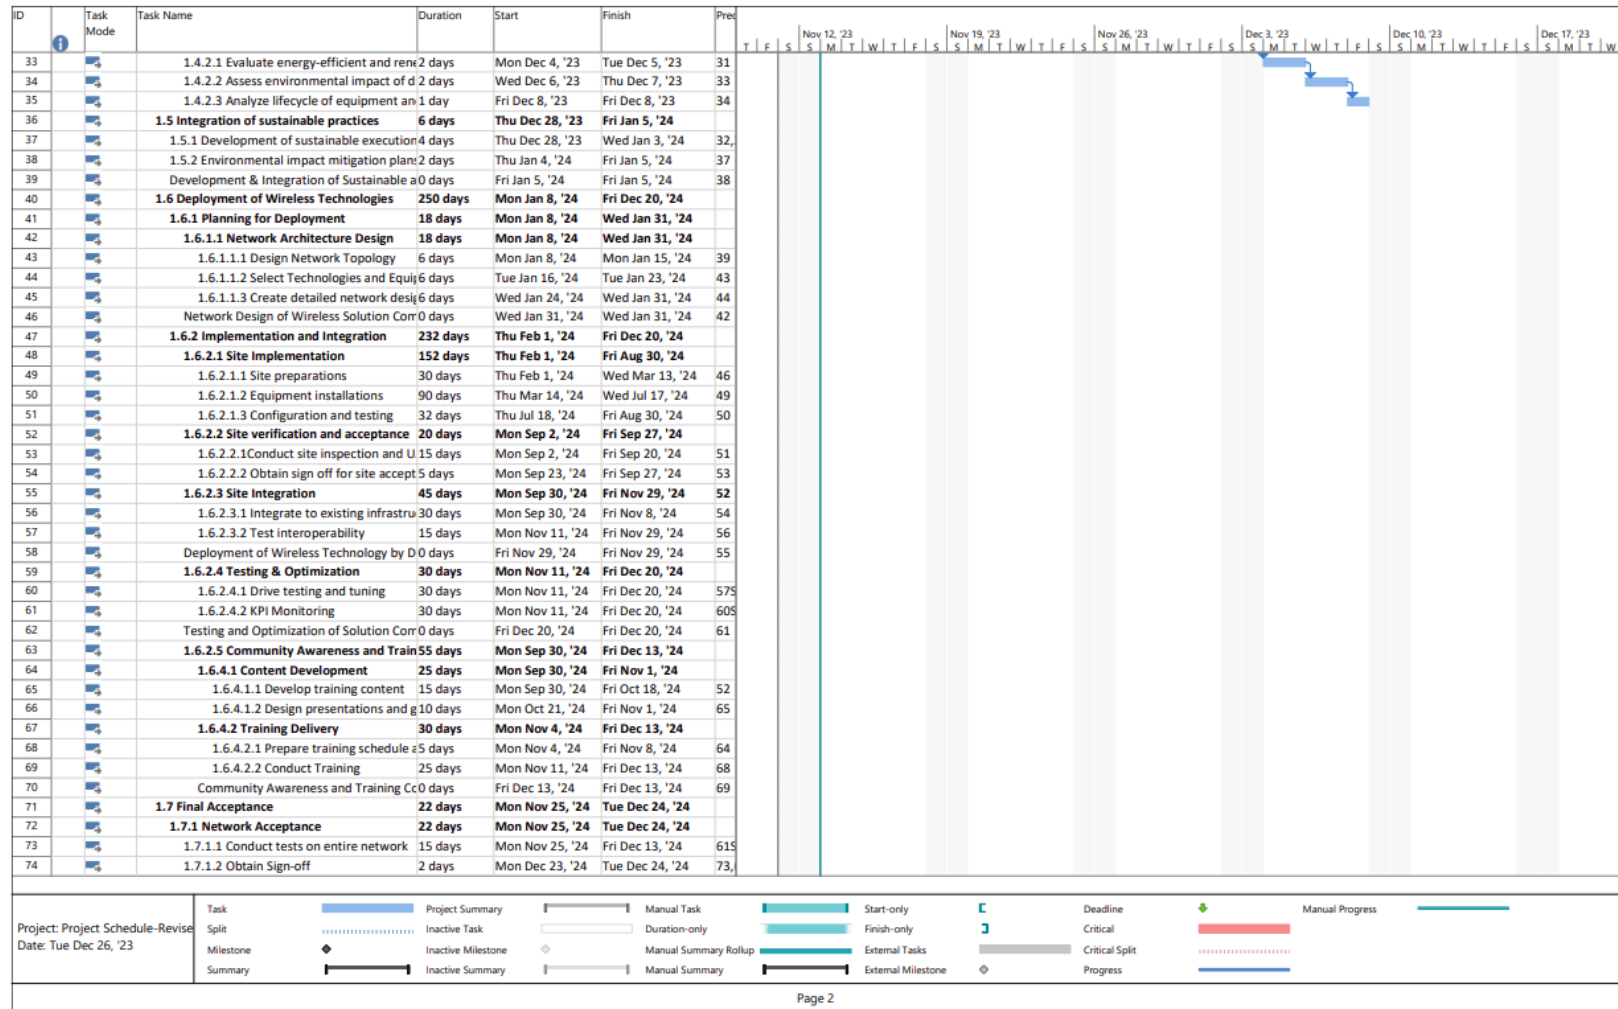 ID Task Mode Task Name Duration Start Finish Pred
Nov 12, '23 Nov 19, '23 Nov 26, '23 Dec 3, '23 Dec 10, '23 Dec 17, '23
T F S S M T W T F S S M T W T F S S M T W T F S S M T W T F S S M T W T F S S M T W
33 1.4.2.1 Evaluate energy-efficient and rene 2 days Mon Dec 4, '23 Tue Dec 5, '23 31
34 1.4.2.2 Assess environmental impact of d 2 days Wed Dec 6, '23 Thu Dec 7, '23 33
35 1.4.2.3 Analyze lifecycle of equipment an 1 day Fri Dec 8, '23 Fri Dec 8, '23 34
36 1.5 Integration of sustainable practices 6 days Thu Dec 28, '23 Fri Jan 5, '24
37 1.5.1 Development of sustainable execution 4 days Thu Dec 28, '23 Wed Jan 3, '24 32,
38 1.5.2 Environmental impact mitigation plans 2 days Thu Jan 4, '24 Fri Jan 5, '24 37
39 Development & Integration of Sustainable a 0 days Fri Jan 5, '24 Fri Jan 5, '24 38
40 1.6 Deployment of Wireless Technologies 250 days Mon Jan 8, '24 Fri Dec 20, '24
41 1.6.1 Planning for Deployment 18 days Mon Jan 8, '24 Wed Jan 31, '24
42 1.6.1.1 Network Architecture Design 18 days Mon Jan 8, '24 Wed Jan 31, '24
43 1.6.1.1.1 Design Network Topology 6 days Mon Jan 8, '24 Mon Jan 15, '24 39
44 1.6.1.1.2 Select Technologies and Equip 6 days Tue Jan 16, '24 Tue Jan 23, '24 43
45 1.6.1.1.3 Create detailed network desig 6 days Wed Jan 24, '24 Wed Jan 31, '24 44
46 Network Design of Wireless Solution Com 0 days Wed Jan 31, '24 Wed Jan 31, '24 42
47 1.6.2 Implementation and Integration 232 days Thu Feb 1, '24 Fri Dec 20, '24
48 1.6.2.1 Site Implementation 152 days Thu Feb 1, '24 Fri Aug 30, '24
49 1.6.2.1.1 Site preparations 30 days Thu Feb 1, '24 Wed Mar 13, '24 46
50 1.6.2.1.2 Equipment installations 90 days Thu Mar 14, '24 Wed Jul 17, '24 49
51 1.6.2.1.3 Configuration and testing 32 days Thu Jul 18, '24 Fri Aug 30, '24 50
52 1.6.2.2 Site verification and acceptance 20 days Mon Sep 2, '24 Fri Sep 27, '24
53 1.6.2.2.1Conduct site inspection and U 15 days Mon Sep 2, '24 Fri Sep 20, '24 51
54 1.6.2.2.2 Obtain sign off for site accept 5 days Mon Sep 23, '24 Fri Sep 27, '24 53
55 1.6.2.3 Site Integration 45 days Mon Sep 30, '24 Fri Nov 29, '24 52
56 1.6.2.3.1 Integrate to existing infrastru 30 days Mon Sep 30, '24 Fri Nov 8, '24 54
57 1.6.2.3.2 Test interoperability 15 days Mon Nov 11, '24 Fri Nov 29, '24 56
58 Deployment of Wireless Technology by D 0 days Fri Nov 29, '24 Fri Nov 29, '24 55
59 1.6.2.4 Testing & Optimization 30 days Mon Nov 11, '24 Fri Dec 20, '24
60 1.6.2.4.1 Drive testing and tuning 30 days Mon Nov 11, '24 Fri Dec 20, '24 57S
61 1.6.2.4.2 KPI Monitoring 30 days Mon Nov 11, '24 Fri Dec 20, '24 60S
62 Testing and Optimization of Solution Com 0 days Fri Dec 20, '24 Fri Dec 20, '24 61
63 1.6.2.5 Community Awareness and Train 55 days Mon Sep 30, '24 Fri Dec 13, '24
64 1.6.4.1 Content Development 25 days Mon Sep 30, '24 Fri Nov 1, '24
65 1.6.4.1.1 Develop training content 15 days Mon Sep 30, '24 Fri Oct 18, '24 52
66 1.6.4.1.2 Design presentations and g 10 days Mon Oct 21, '24 Fri Nov 1, '24 65
67 1.6.4.2 Training Delivery 30 days Mon Nov 4, '24 Fri Dec 13, '24
68 1.6.4.2.1 Prepare training schedule a 5 days Mon Nov 4, '24 Fri Nov 8, '24 64
69 1.6.4.2.2 Conduct Training 25 days Mon Nov 11, '24 Fri Dec 13, '24 68
70 Community Awareness and Training Co 0 days Fri Dec 13, '24 Fri Dec 13, '24 69
71 1.7 Final Acceptance 22 days Mon Nov 25, '24 Tue Dec 24, '24
72 1.7.1 Network Acceptance 22 days Mon Nov 25, '24 Tue Dec 24, '24
73 1.7.1.1 Conduct tests on entire network 15 days Mon Nov 25, '24 Fri Dec 13, '24 61S
74 1.7.1.2 Obtain Sign-off 2 days Mon Dec 23, '24 Tue Dec 24, '24 73,
Project: Project Schedule-Revise
Date: Tue Dec 26, '23
Task Project Summary Manual Task Start-only Deadline Manual Progress
Split Inactive Task Duration-only Finish-only Critical
Milestone Inactive Milestone Manual Summary Rollup External Tasks Critical Split
Summary Inactive Summary Manual Summary External Milestone Progress
Page 2